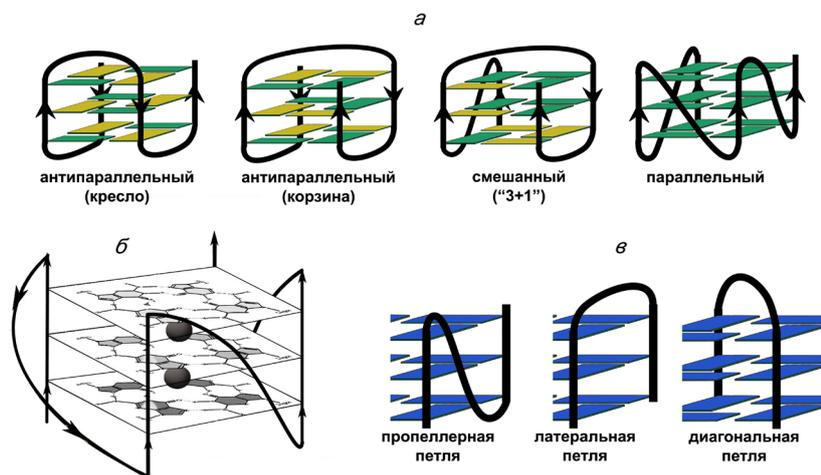 а
антипараллельный
(кресло)
антипараллельный
(корзина)
смешанный
(“3+1”)
параллельный
б
в
пропеллерная
петля
латеральная
петля
диагональная
петля